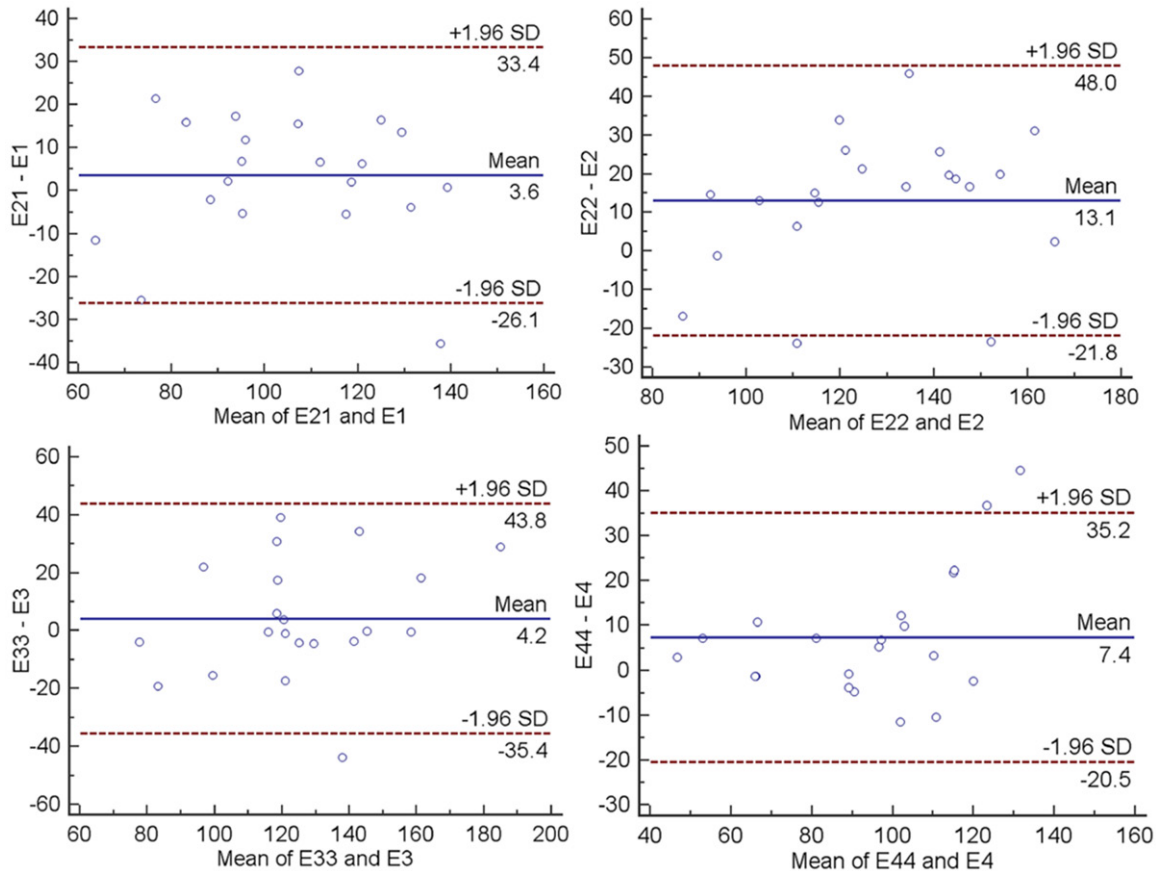 40
30
20
10
0
-10
-20
-30
-40
E21 - E1
+1.96 SD
33.4
Mean
3.6
-1.96 SD
-26.1
60 80 100 120 140 160
Mean of E21 and E1
60
50
40
30
20
10
0
-10
-20
-30
E22 - E2
+1.96 SD
48.0
Mean
13.1
-1.96 SD
-21.8
80 100 120 140 160 180
Mean of E22 and E2
60
40
20
0
-20
-40
-60
E33 - E3
+1.96 SD
43.8
Mean
4.2
-1.96 SD
-35.4
60 80 100 120 140 160 180 200
Mean of E33 and E3
50
40
30
20
10
0
-10
-20
-30
E44 - E4
+1.96 SD
35.2
Mean
7.4
-1.96 SD
-20.5
40 60 80 100 120 140 160
Mean of E44 and E4